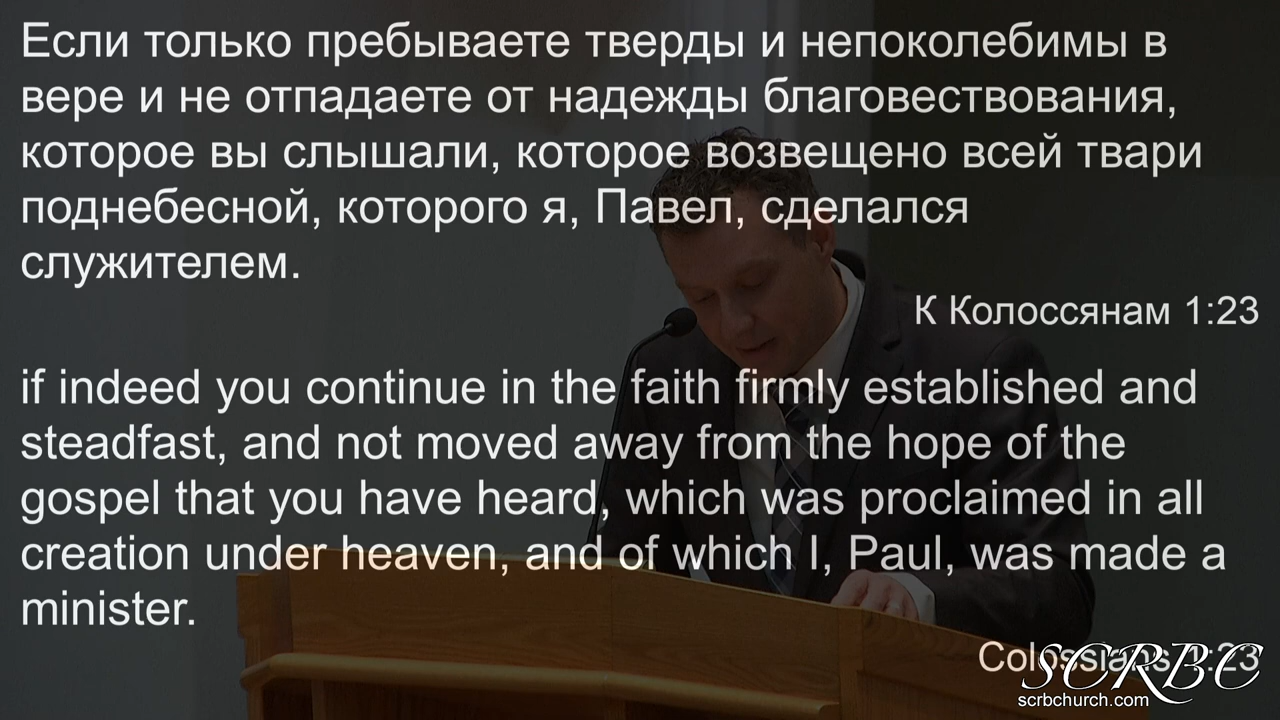 Если только пребываете тверды и непоколебимы в
вере и не отпадаете от надежды благовествования,
которое вы слышали, которое возвещено всей твари
поднебесной, которого я, Павел, сделался
служителем.
К Колоссянам 1:23
if indeed you continue in the faith firmly established and
steadfast, and not moved away from the hope of the
gospel that you have heard, which was proclaimed in all
creation under heaven, and of which I, Paul, was made a
minister.
Colossians 1:23
SCRBC
scrbchurch.com